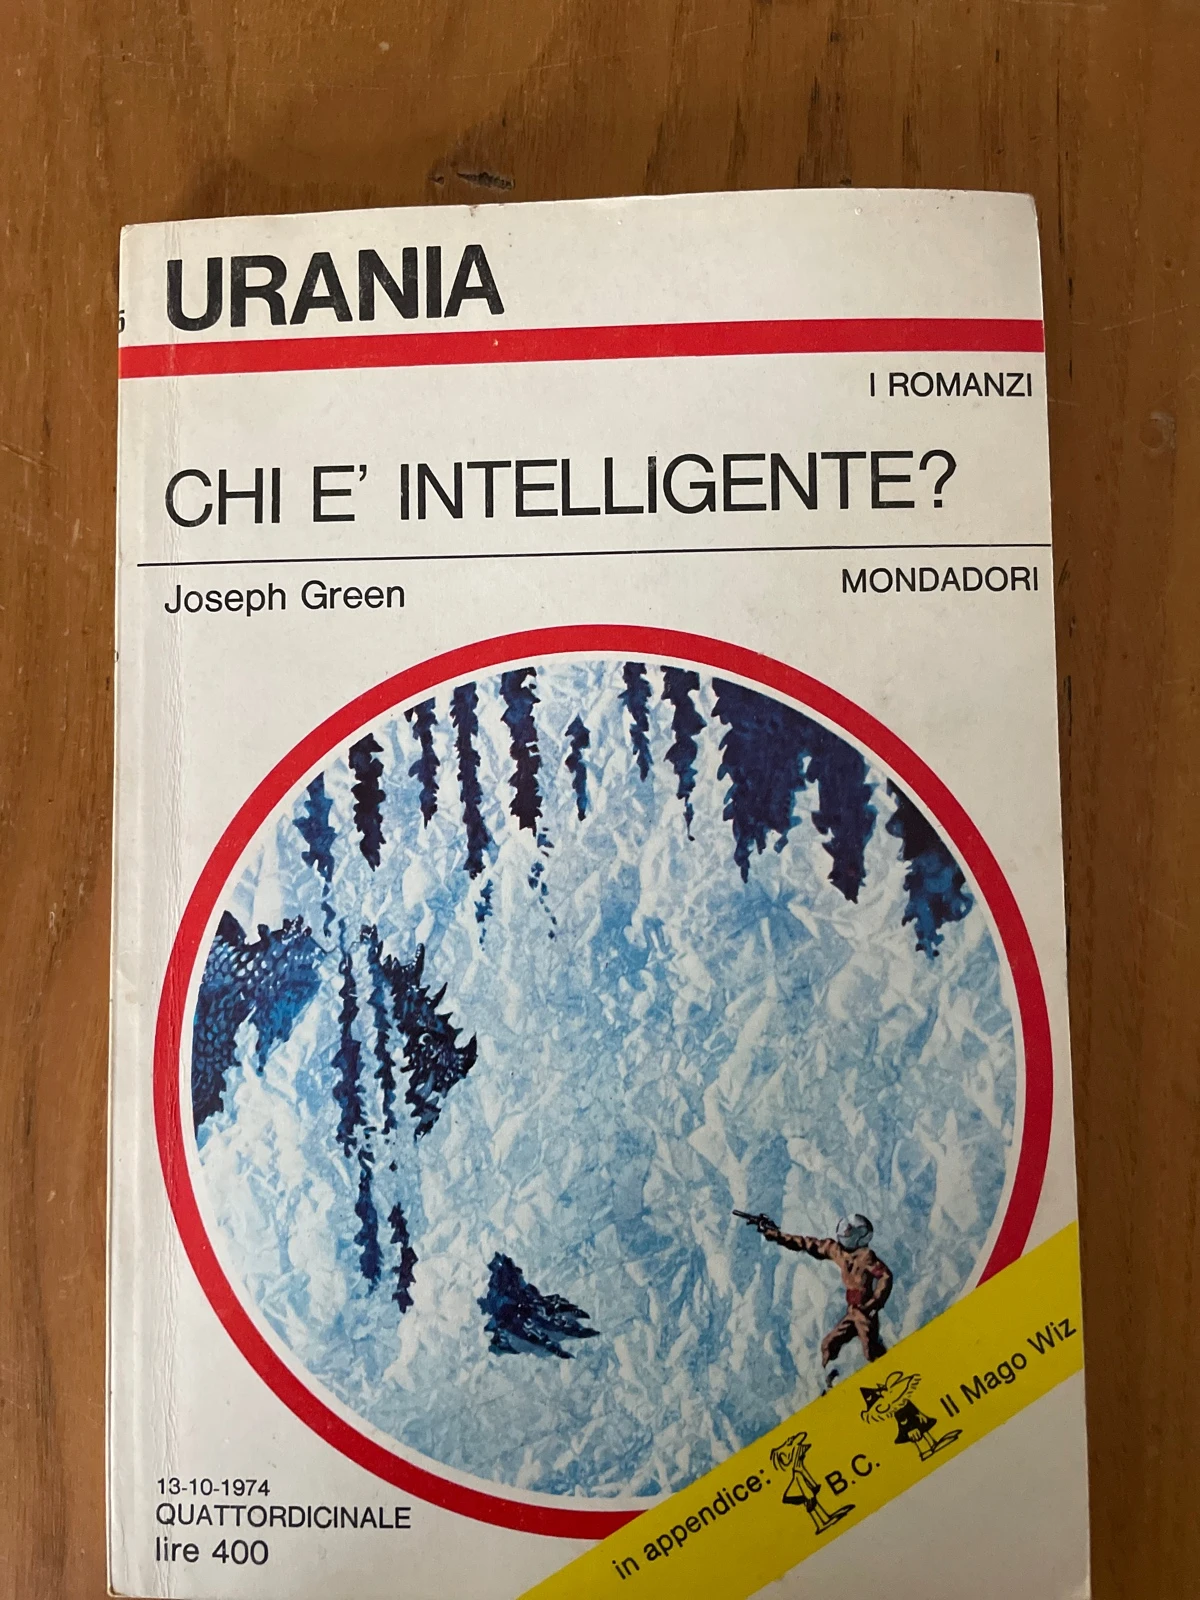 URANIA
I ROMANZI
CHI E' INTELLIGENTE?
Joseph Green
MONDADORI
13-10-1974
QUATTORDICINALE
lire 400
in appendice: B.C. Il Mago Wiz